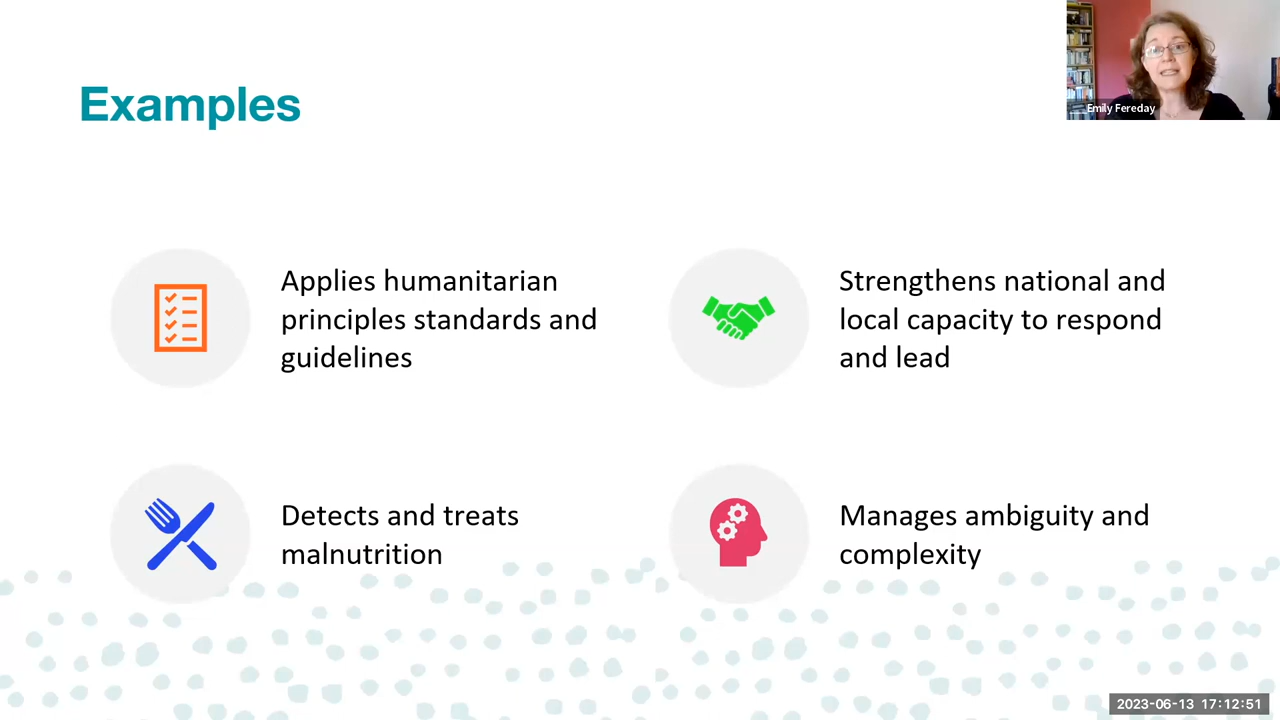 Examples
Emily Fereday
Applies humanitarian
principles standards and
guidelines
Strengthens national and
local capacity to respond
and lead
Detects and treats
malnutrition
Manages ambiguity and
complexity
2023-06-13 17:12:51